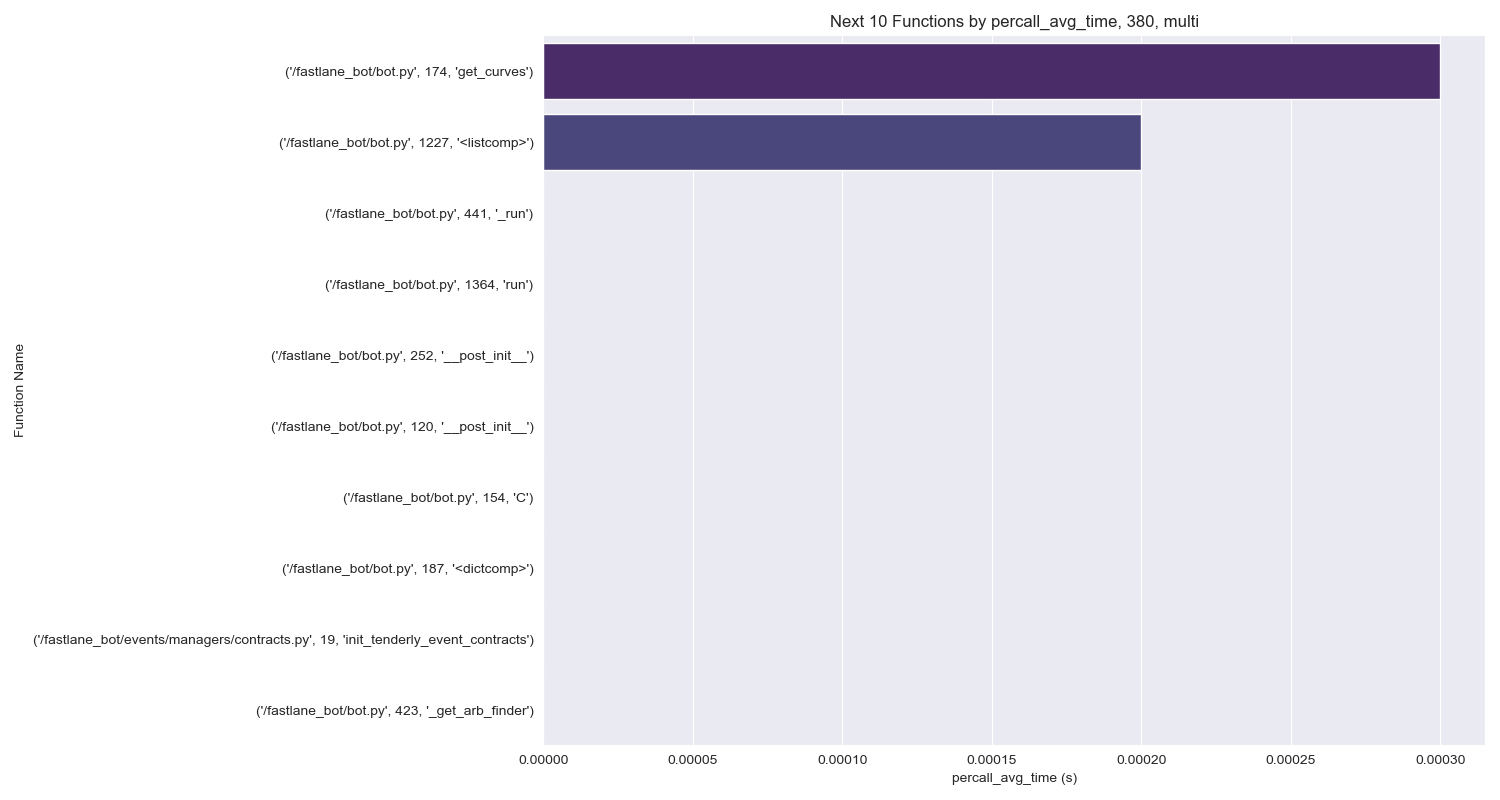 Next 10 Functions by percall_avg_time, 380, multi
('/fastlane_bot/bot.py', 174, 'get_curves')
('/fastlane_bot/bot.py', 1227, '<listcomp>')
('/fastlane_bot/bot.py', 441, '_run')
('/fastlane_bot/bot.py', 1364, 'run')
('/fastlane_bot/bot.py', 252, '__post_init__')
('/fastlane_bot/bot.py', 120, '__post_init__')
('/fastlane_bot/bot.py', 154, 'C')
('/fastlane_bot/bot.py', 187, '<dictcomp>')
('/fastlane_bot/events/managers/contracts.py', 19, 'init_tenderly_event_contracts')
('/fastlane_bot/bot.py', 423, '_get_arb_finder')
Function Name
0.00000 0.00005 0.00010 0.00015 0.00020 0.00025 0.00030
percall_avg_time (s)